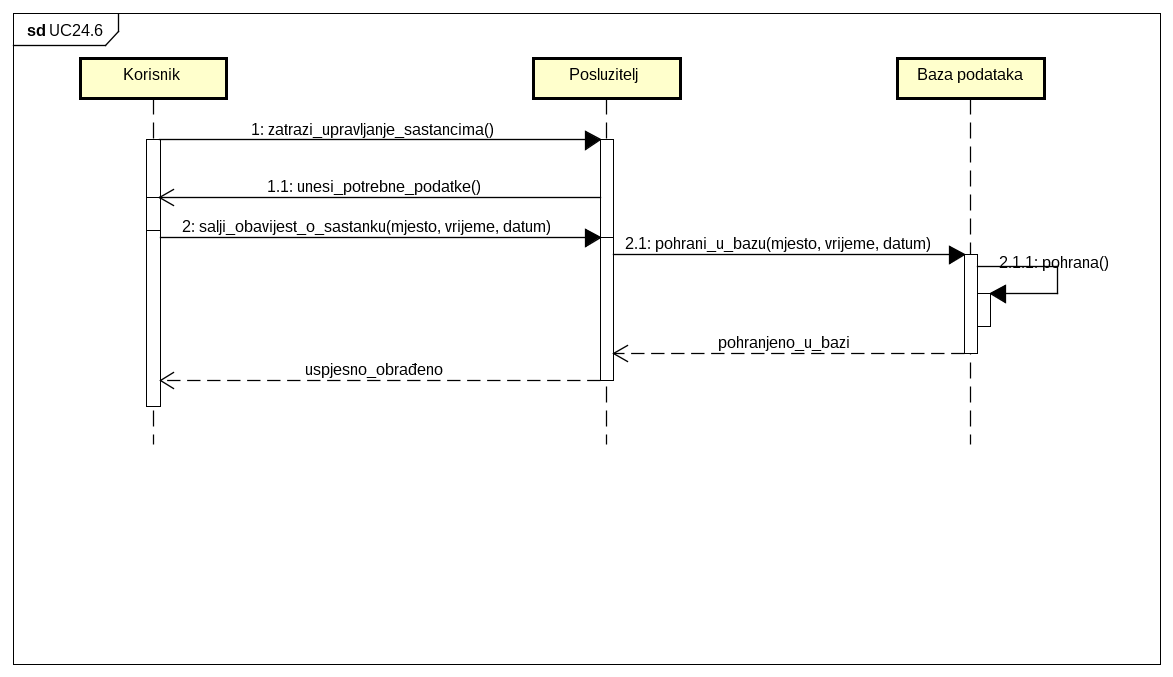 sd UC24.6
Korisnik
Posluzitelj
Baza podataka
1: zatrazi_upravljanje_sastancima()
1.1: unesi_potrebne_podatke()
2: salji_obavijest_o_sastanku(mjesto, vrijeme, datum)
2.1: pohrani_u_bazu(mjesto, vrijeme, datum)
2.1.1: pohrana()
pohranjeno_u_bazi
uspjesno_obrađeno